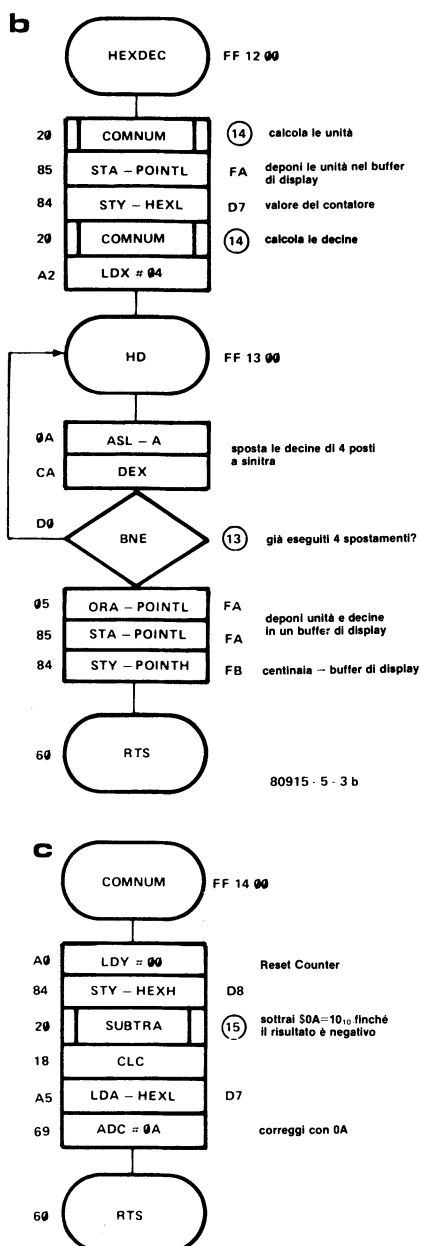 b
HEXDEC FF 12 00
20 COMNUM 14 calcola le unità
85 STA – POINTL FA deponi le unità nel buffer
di display
84 STY – HEXL D7 valore del contatore
20 COMNUM 14 calcola le decine
A2 LDX # 04
HD FF 13 00
0A ASL – A sposta le decine di 4 posti
a sinitra
CA DEX
D0 BNE 13 già eseguiti 4 spostamenti?
05 ORA – POINTL FA
deponi unità e decine
in un buffer di display
85 STA – POINTL FA
84 STY – POINTH FB centinaia – buffer di display
60 RTS
80915 - 5 - 3 b
c
COMNUM FF 14 00
A0 LDY # 00 Reset Counter
84 STY – HEXH D8
20 SUBTRA 15 sottrai $0A=10₁₀ finché
il risultato è negativo
18 CLC
A5 LDA – HEXL D7
69 ADC # 0A correggi con 0A
60 RTS